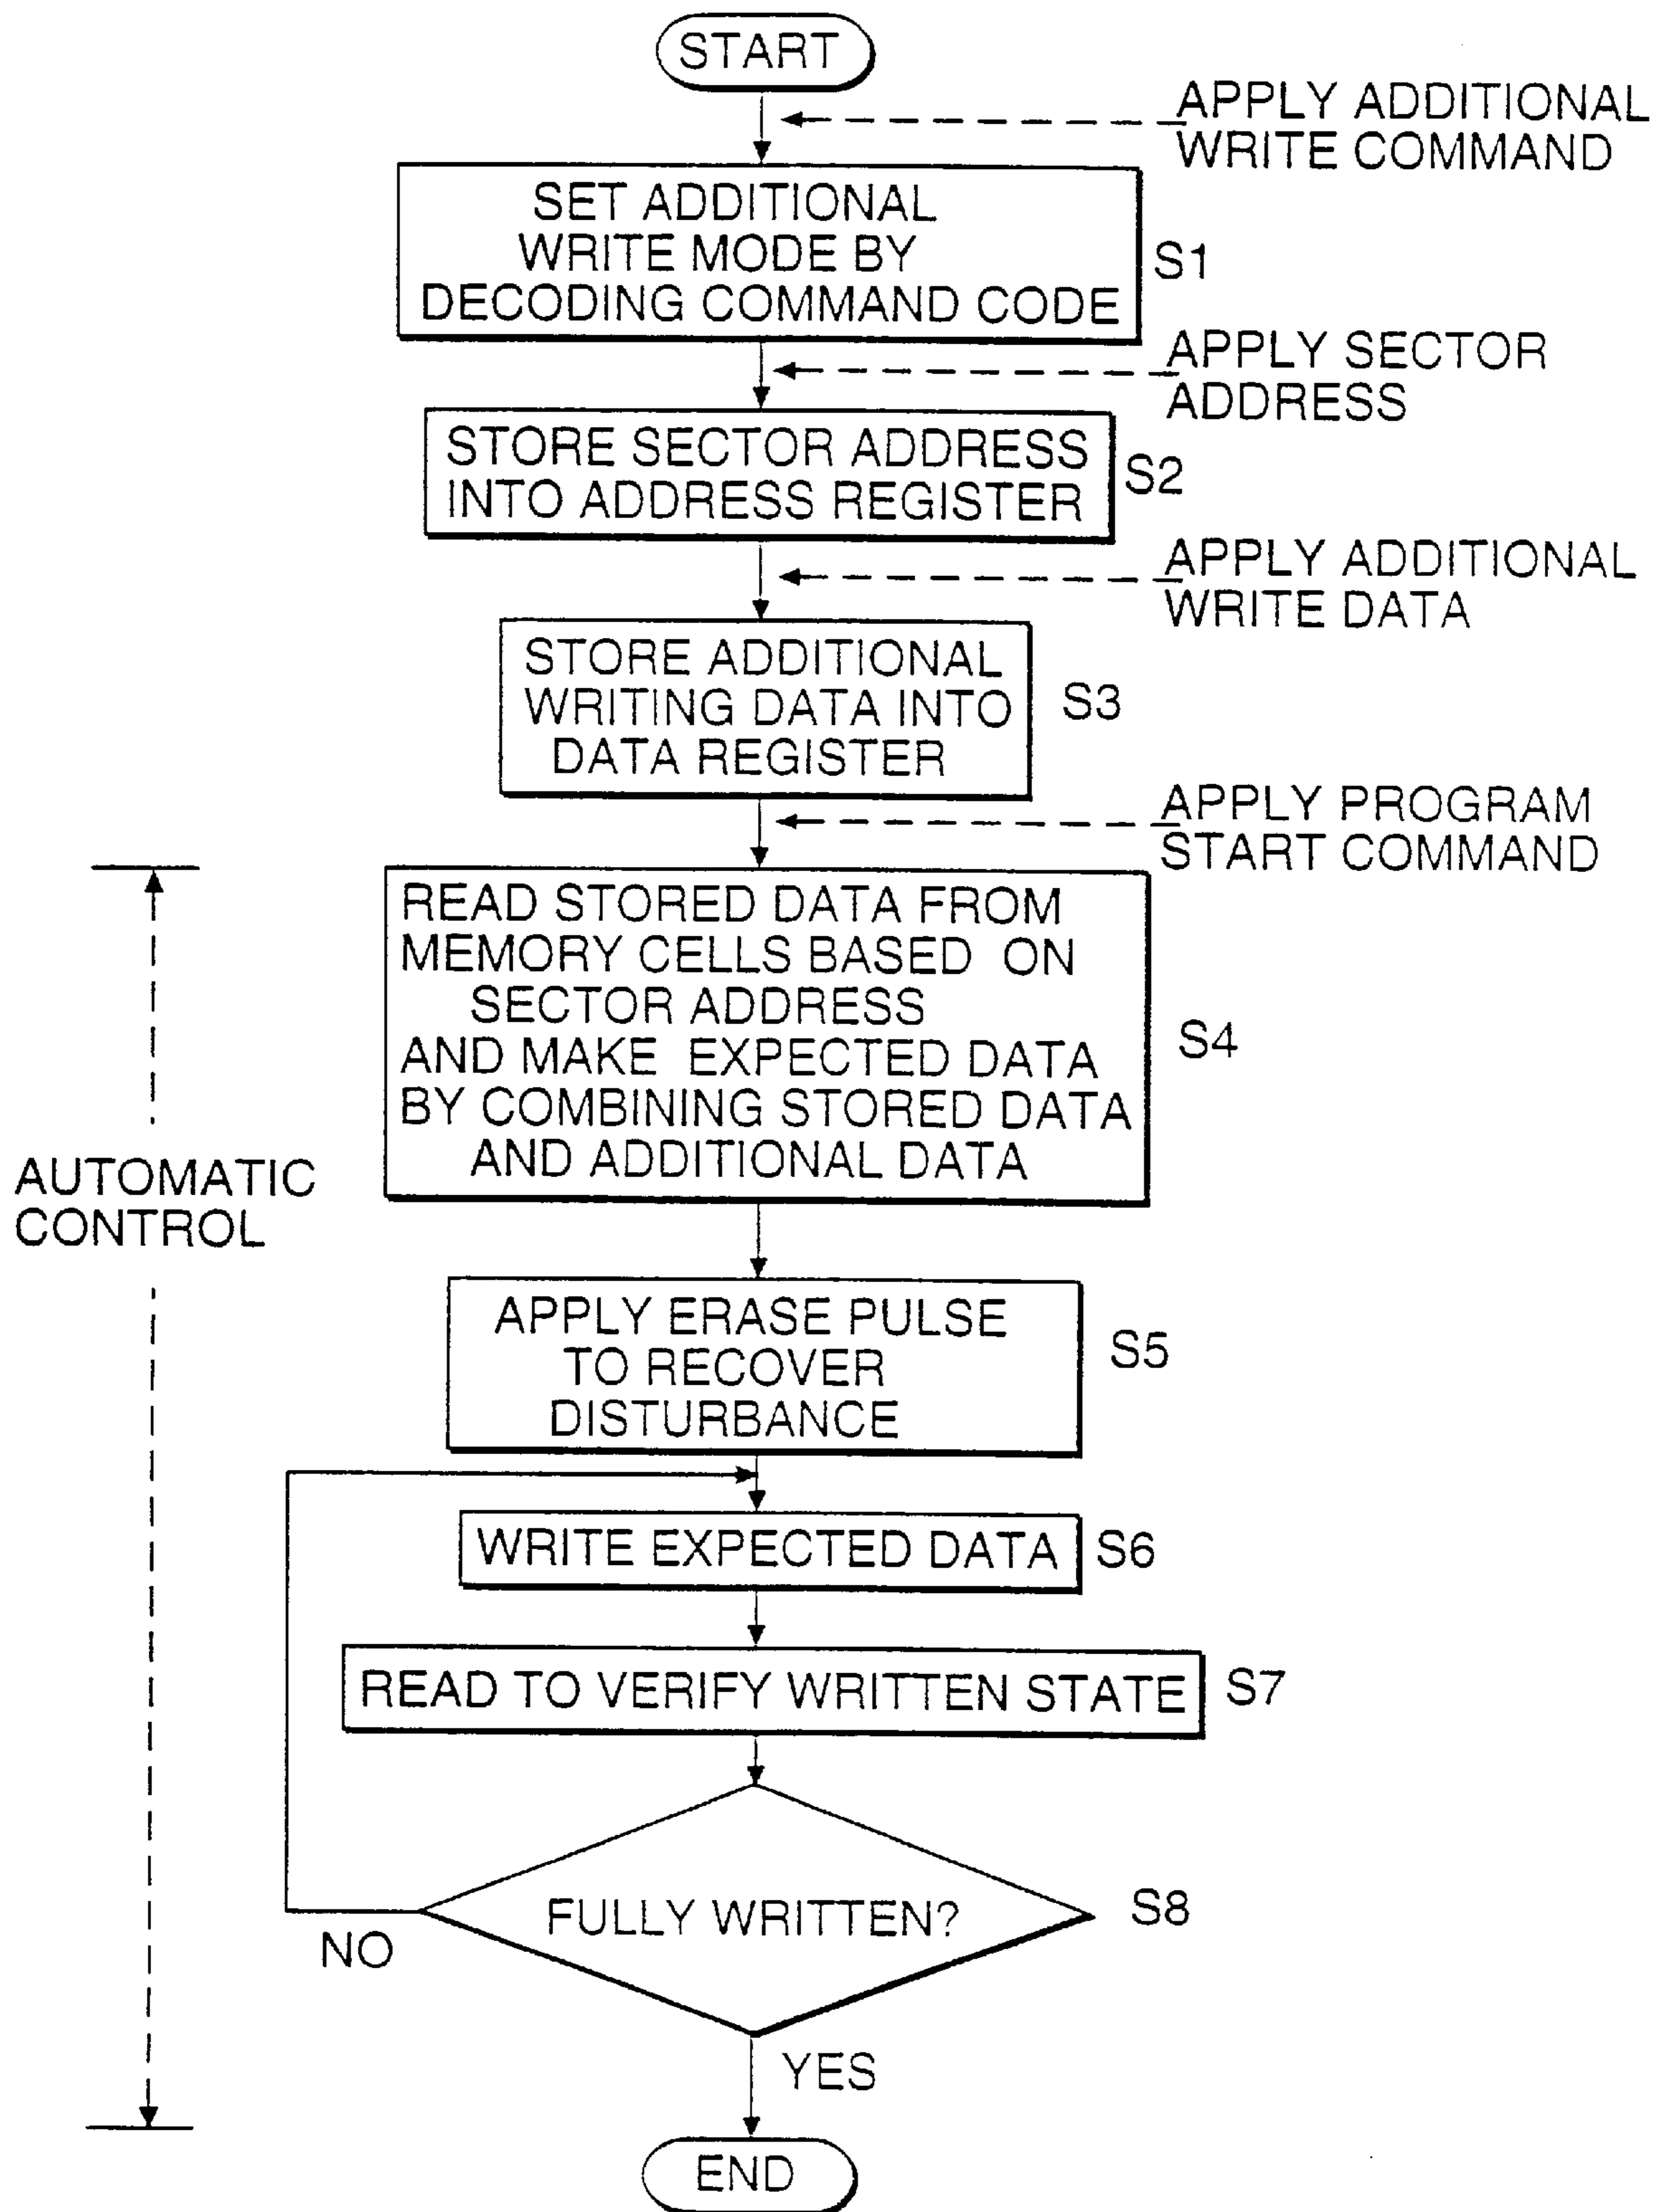 START
APPLY ADDITIONAL
WRITE COMMAND
SET ADDITIONAL
WRITE MODE BY
DECODING COMMAND CODE
S1
APPLY SECTOR
ADDRESS
STORE SECTOR ADDRESS
INTO ADDRESS REGISTER
S2
APPLY ADDITIONAL
WRITE DATA
STORE ADDITIONAL
WRITING DATA INTO
DATA REGISTER
S3
APPLY PROGRAM
START COMMAND
READ STORED DATA FROM
MEMORY CELLS BASED ON
SECTOR ADDRESS
AND MAKE EXPECTED DATA
BY COMBINING STORED DATA
AND ADDITIONAL DATA
S4
AUTOMATIC
CONTROL
APPLY ERASE PULSE
TO RECOVER
DISTURBANCE
S5
WRITE EXPECTED DATA
S6
READ TO VERIFY WRITTEN STATE
S7
FULLY WRITTEN?
S8
NO
YES
END